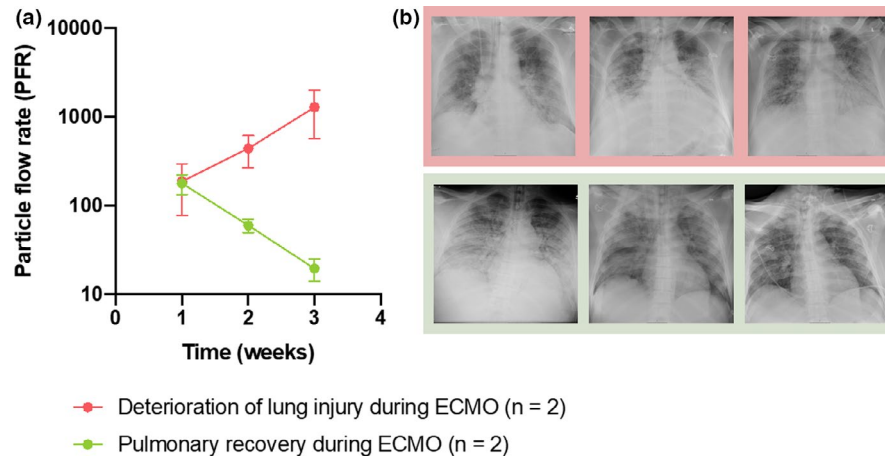 (a)
10000
1000
100
10
Particle flow rate (PFR)
0 1 2 3 4
Time (weeks)
(b)
Deterioration of lung injury during ECMO (n = 2)
Pulmonary recovery during ECMO (n = 2)